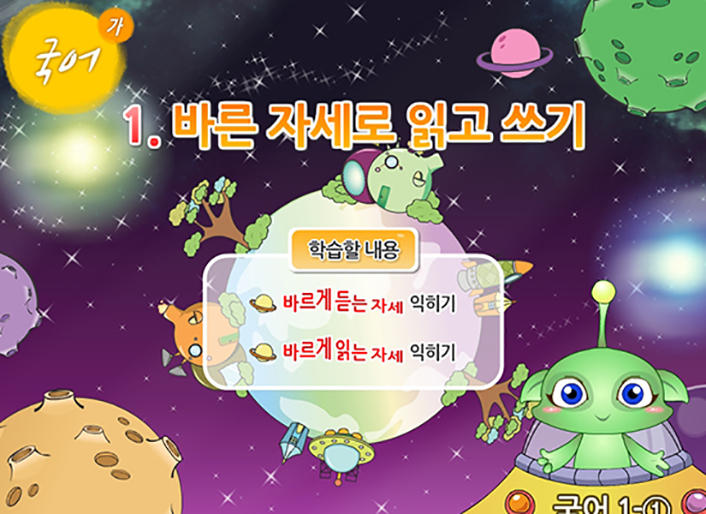 국어
가
1. 바른 자세로 읽고 쓰기
학습할 내용
바르게 듣는 자세 익히기
바르게 읽는 자세 익히기
국어 1-①